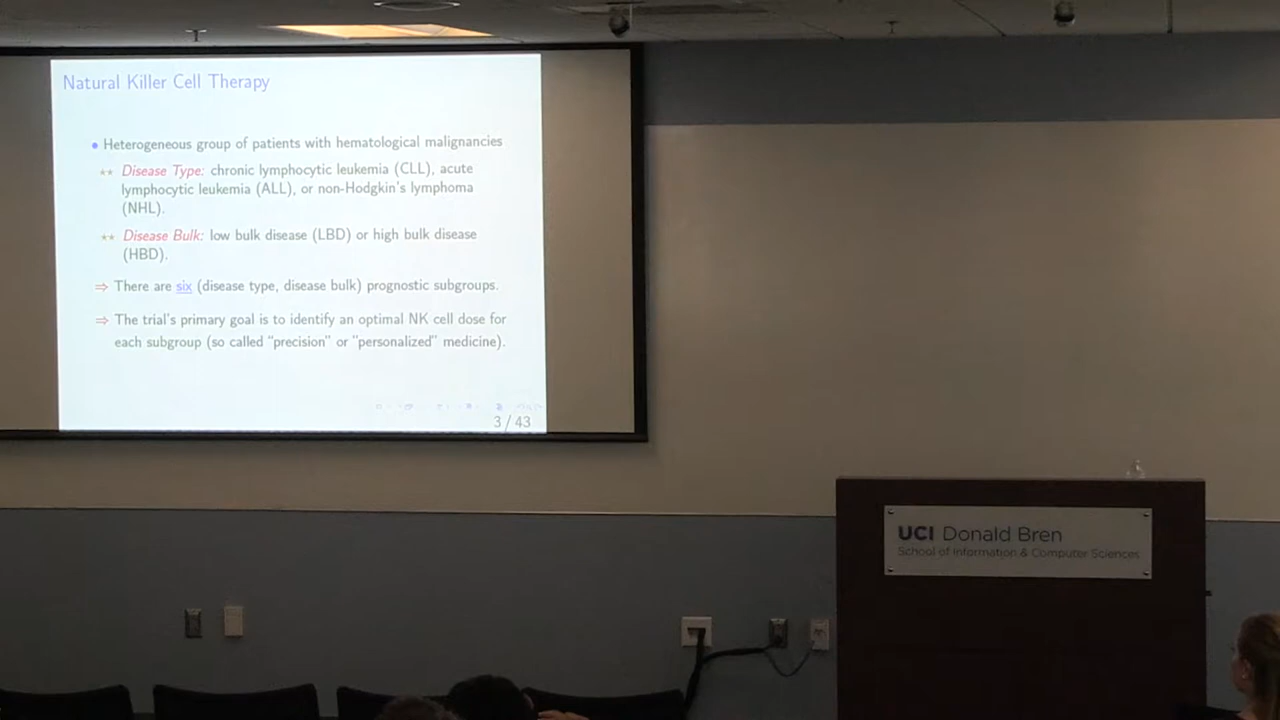 Natural Killer Cell Therapy
• Heterogeneous group of patients with hematological malignancies
** Disease Type: chronic lymphocytic leukemia (CLL), acute
lymphocytic leukemia (ALL), or non-Hodgkin's lymphoma
(NHL).
** Disease Bulk: low bulk disease (LBD) or high bulk disease
(HBD).
⇒ There are six (disease type, disease bulk) prognostic subgroups.
⇒ The trial's primary goal is to identify an optimal NK cell dose for
each subgroup (so called "precision" or "personalized" medicine).
3 / 43
UCI Donald Bren
School of Information & Computer Sciences